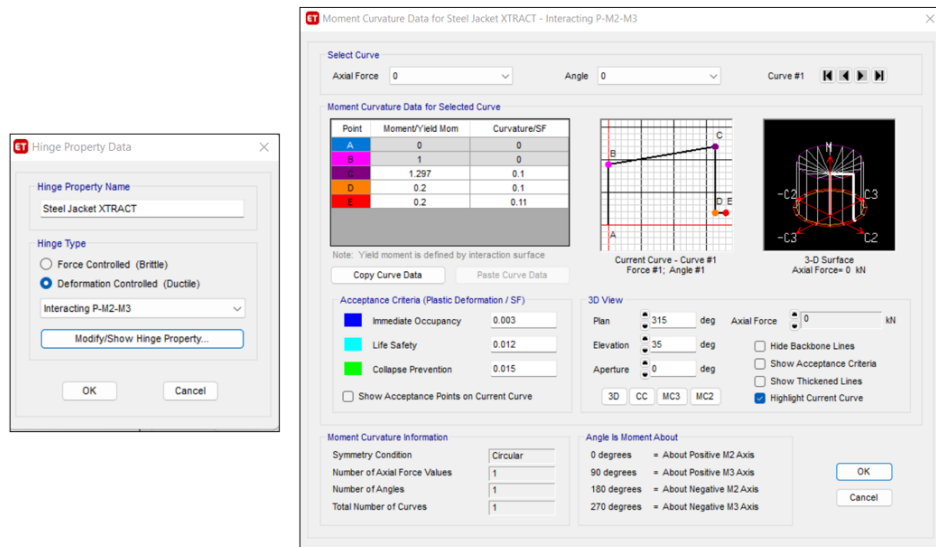 ET Hinge Property Data
Hinge Property Name
Steel Jacket XTRACT
Hinge Type
Force Controlled (Brittle)
Deformation Controlled (Ductile)
Interacting P-M2-M3
Modify/Show Hinge Property...
OK Cancel
ET Moment Curvature Data for Steel Jacket XTRACT - Interacting P-M2-M3
Select Curve
Axial Force 0 Angle 0 Curve #1
Moment Curvature Data for Selected Curve
Point Moment/Yield Mom Curvature/SF
A 0 0
B 1 0
C 1.297 0.1
D 0.2 0.1
E 0.2 0.11
Note: Yield moment is defined by interaction surface
Copy Curve Data Paste Curve Data
A
B
C
D E
Current Curve - Curve #1
Force #1; Angle #1
M
-C2 C3
-C3 C2
3-D Surface
Axial Force= 0 kN
Acceptance Criteria (Plastic Deformation / SF)
Immediate Occupancy 0.003
Life Safety 0.012
Collapse Prevention 0.015
Show Acceptance Points on Current Curve
3D View
Plan 315 deg Axial Force 0 kN
Elevation 35 deg
Aperture 0 deg
3D CC MC3 MC2
Hide Backbone Lines
Show Acceptance Criteria
Show Thickened Lines
Highlight Current Curve
Moment Curvature Information
Symmetry Condition Circular
Number of Axial Force Values 1
Number of Angles 1
Total Number of Curves 1
Angle Is Moment About
0 degrees = About Positive M2 Axis
90 degrees = About Positive M3 Axis
180 degrees = About Negative M2 Axis
270 degrees = About Negative M3 Axis
OK
Cancel